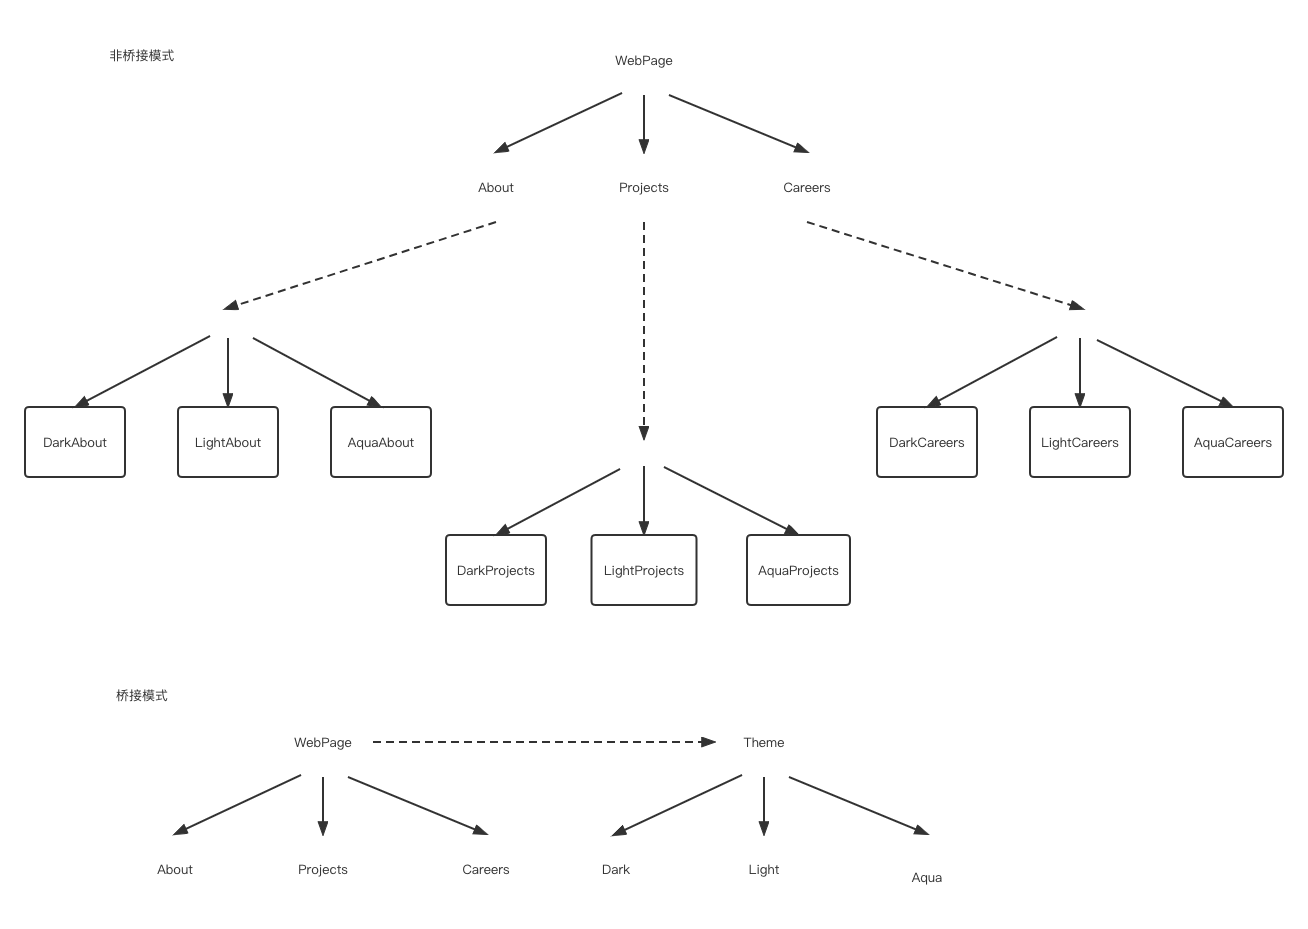 非桥接模式
WebPage
About
Projects
Careers
DarkAbout
LightAbout
AquaAbout
DarkCareers
LightCareers
AquaCareers
DarkProjects
LightProjects
AquaProjects
桥接模式
WebPage
Theme
About
Projects
Careers
Dark
Light
Aqua